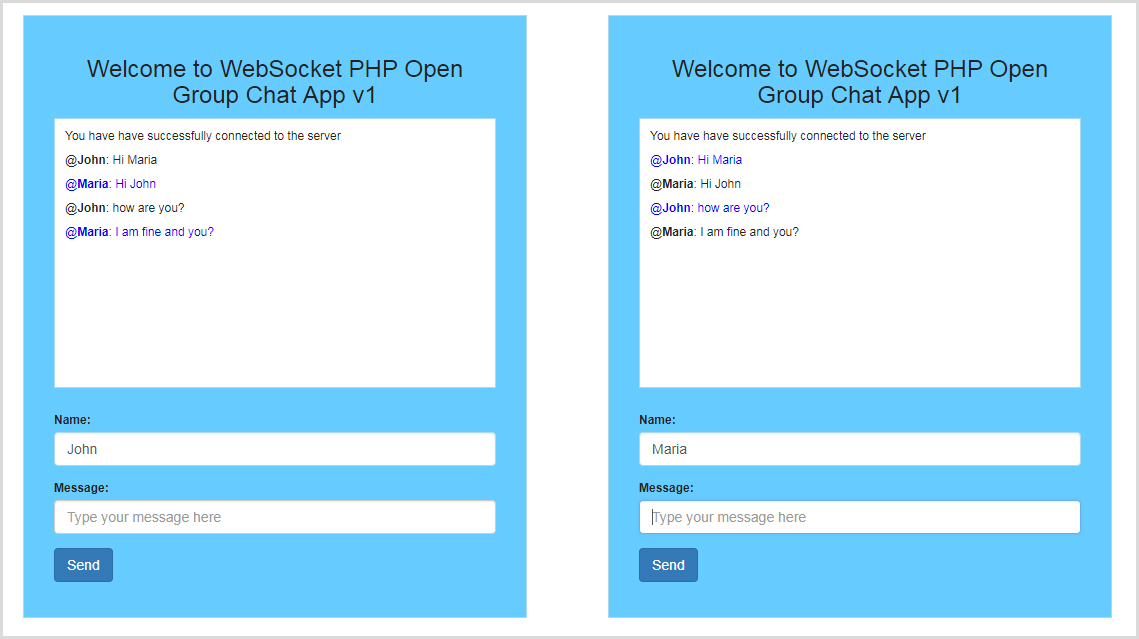 Welcome to WebSocket PHP Open
Group Chat App v1
You have have successfully connected to the server
@John: Hi Maria
@Maria: Hi John
@John: how are you?
@Maria: I am fine and you?
Name:
John
Message:
Type your message here
Send
Welcome to WebSocket PHP Open
Group Chat App v1
You have have successfully connected to the server
@John: Hi Maria
@Maria: Hi John
@John: how are you?
@Maria: I am fine and you?
Name:
Maria
Message:
Type your message here
Send